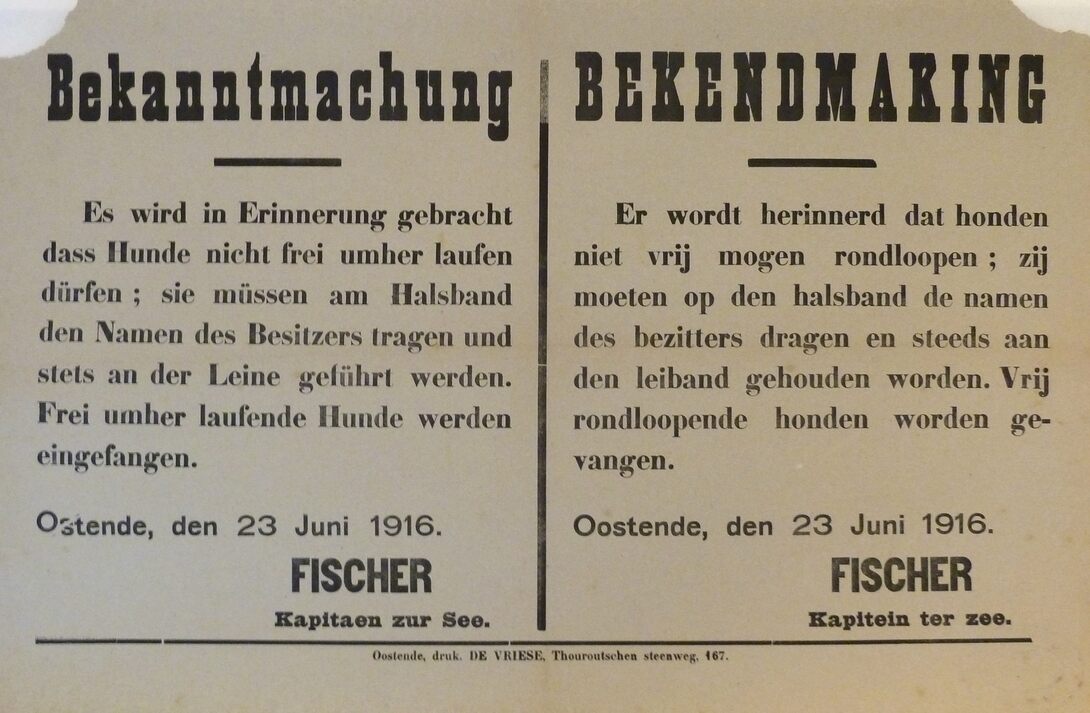 Bekanntmachung
Es wird in Erinnerung gebracht
dass Hunde nicht frei umher laufen
dürfen ; sie müssen am Halsband
den Namen des Besitzers tragen und
stets an der Leine geführt werden.
Frei umher laufende Hunde werden
eingefangen.
Ostende, den 23 Juni 1916.
FISCHER
Kapitaen zur See.
BEKENDMAKING
Er wordt herinnerd dat honden
niet vrij mogen rondloopen ; zij
moeten op den halsband de namen
des bezitters dragen en steeds aan
den leiband gehouden worden. Vrij
rondloopende honden worden ge-
vangen.
Oostende, den 23 Juni 1916.
FISCHER
Kapitein ter zee.
Oostende, druk. DE VRIESE, Thouroutschen steenweg, 167.